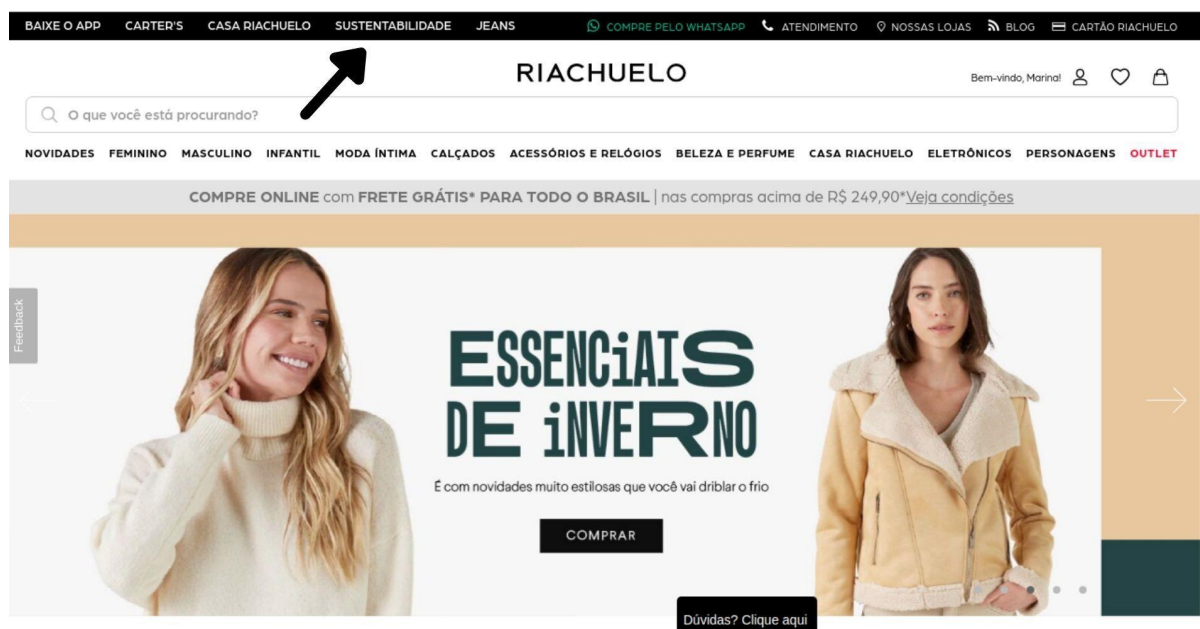 BAIXE O APP CARTER'S CASA RIACHUELO SUSTENTABILIDADE JEANS COMPRE PELO WHATSAPP ATENDIMENTO NOSSAS LOJAS BLOG CARTÃO RIACHUELO
RIACHUELO
Bem-vindo, Marina!
O que você está procurando?
NOVIDADES FEMININO MASCULINO INFANTIL MODA ÍNTIMA CALÇADOS ACESSÓRIOS E RELÓGIOS BELEZA E PERFUME CASA RIACHUELO ELETRÔNICOS PERSONAGENS OUTLET
COMPRE ONLINE com FRETE GRÁTIS* PARA TODO O BRASIL | nas compras acima de R$ 249,90*Veja condições
Feedback
ESSENCiAIS
DE iNVERNO
É com novidades muito estilosas que você vai driblar o frio
COMPRAR
Dúvidas? Clique aqui